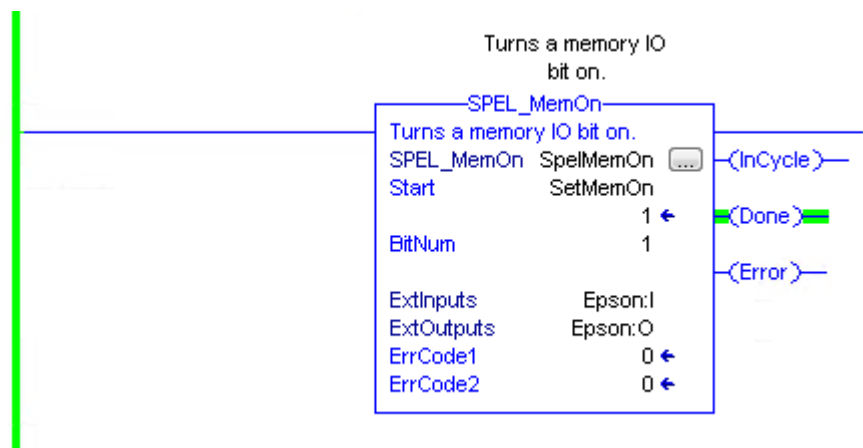 Turns a memory IO
bit on.
SPEL_MemOn
Turns a memory IO bit on.
SPEL_MemOn SpelMemOn ...
(InCycle)
Start SetMemOn
1
(Done)
BitNum 1
(Error)
ExtInputs Epson:I
ExtOutputs Epson:O
ErrCode1 0
ErrCode2 0